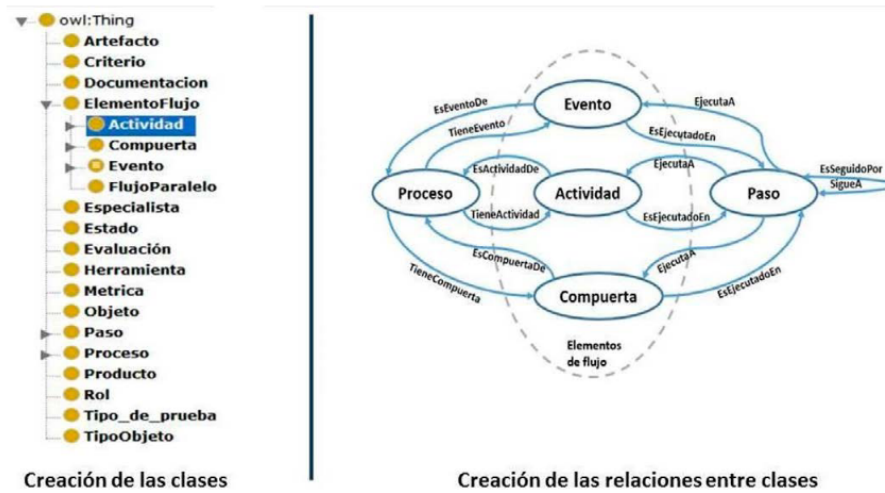 owl:Thing
Artefacto
Criterio
Documentacion
ElementoFlujo
Actividad
Compuerta
Evento
FlujoParalelo
Especialista
Estado
Evaluación
Herramienta
Metrica
Objeto
Paso
Proceso
Producto
Rol
Tipo_de_prueba
TipoObjeto
Creación de las clases
EsEventoDe
Evento
EjecutaA
TieneEvento
EsEjecutadoEn
EsActividadDe
EjecutaA
EsSeguidoPor
SigueA
Proceso
Actividad
Paso
TieneActividad
EsEjecutadoEn
EsCompuertaDe
EjecutaA
TieneCompuerta
EsEjecutadoEn
Compuerta
Elementos
de flujo
Creación de las relaciones entre clases